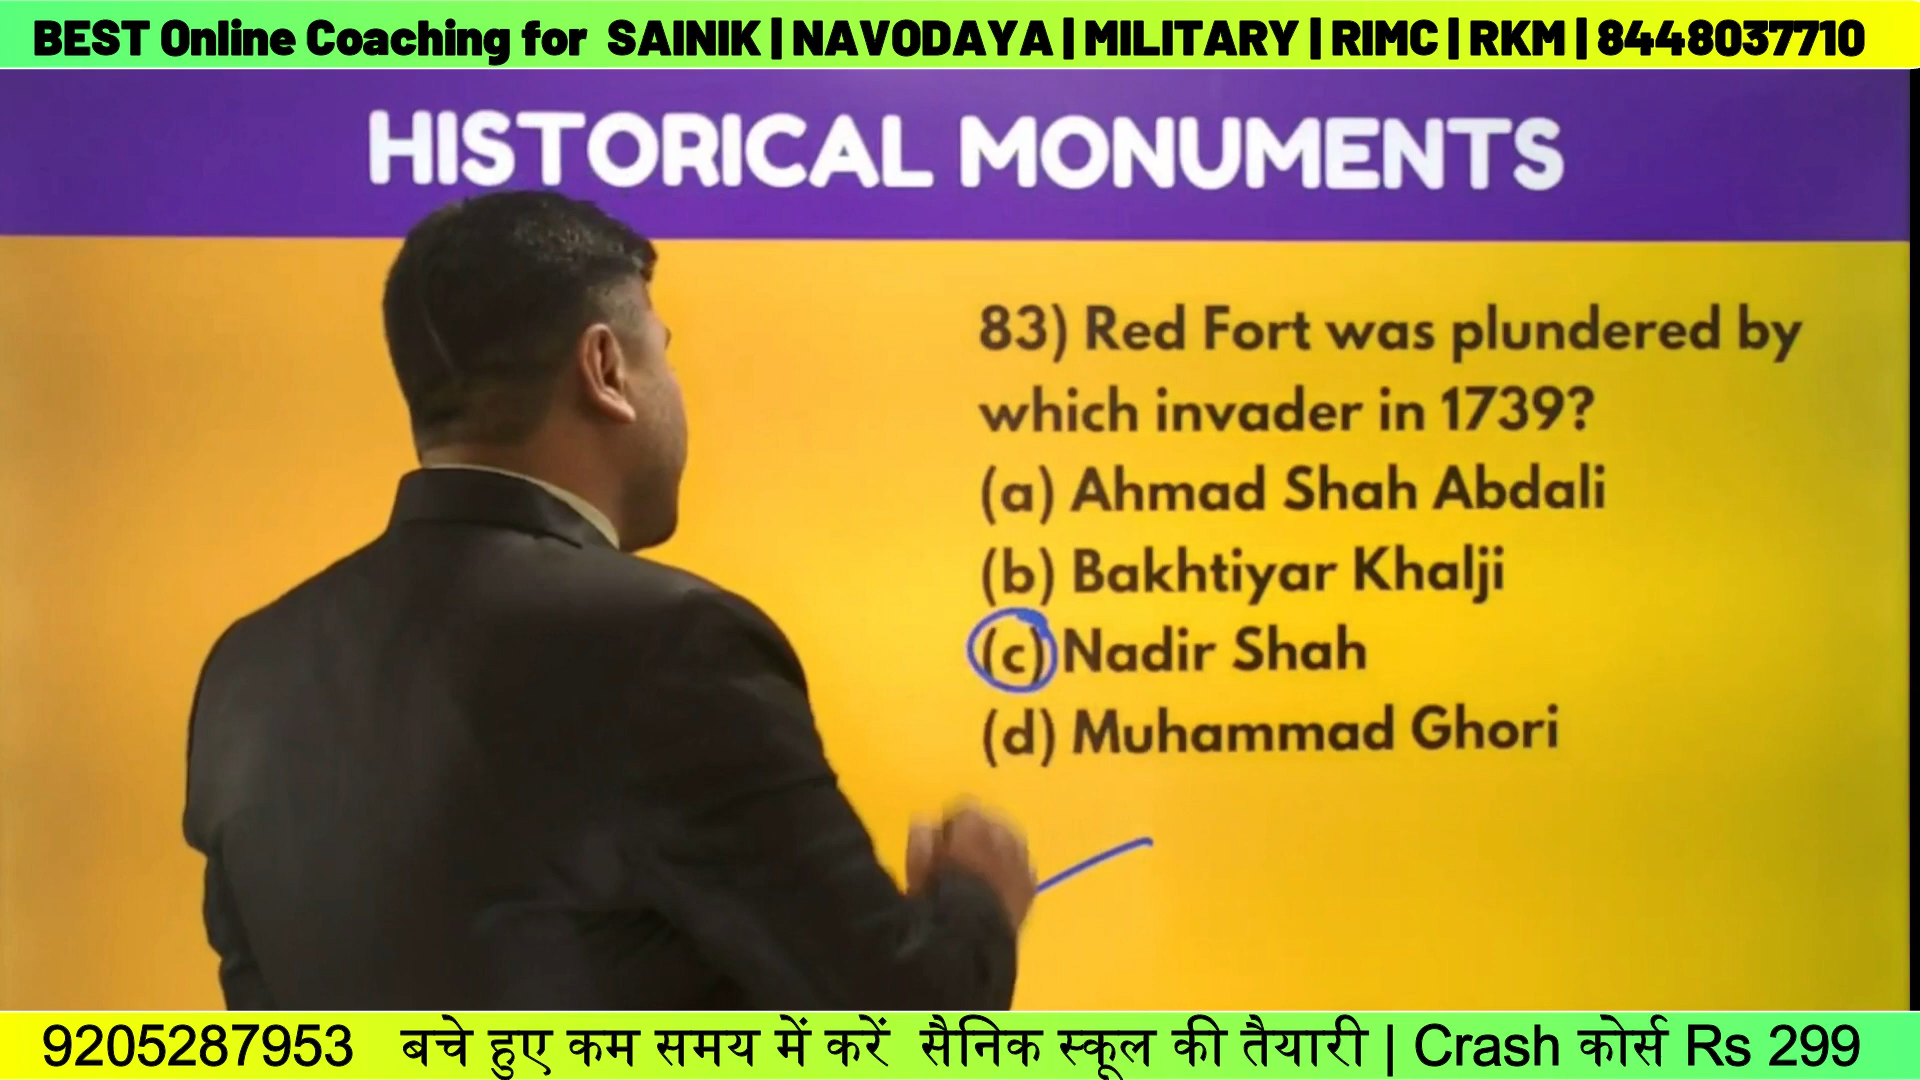 BEST Online Coaching for SAINIK | NAVODAYA | MILITARY | RIMC | RKM | 8448037710
HISTORICAL MONUMENTS
83) Red Fort was plundered by
which invader in 1739?
(a) Ahmad Shah Abdali
(b) Bakhtiyar Khalji
(c) Nadir Shah
(d) Muhammad Ghori
9205287953 बचे हुए कम समय में करें सैनिक स्कूल की तैयारी | Crash कोर्स Rs 299